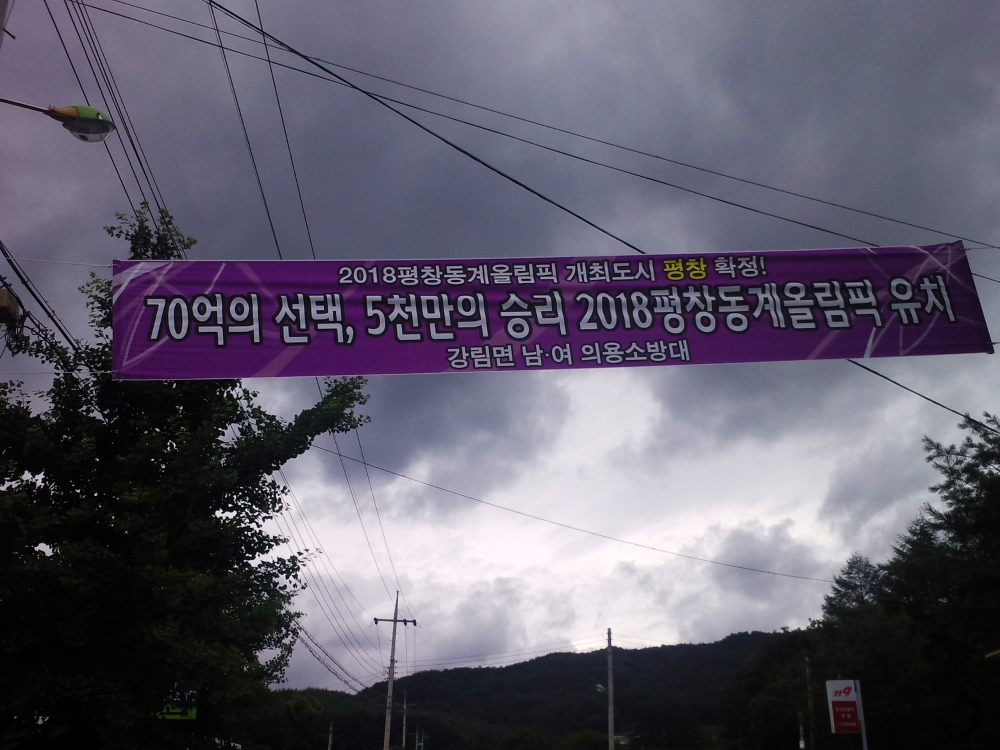 2018평창동계올림픽 개최도시 평창 확정!
70억의 선택, 5천만의 승리 2018평창동계올림픽 유치
강림면 남·여 의용소방대